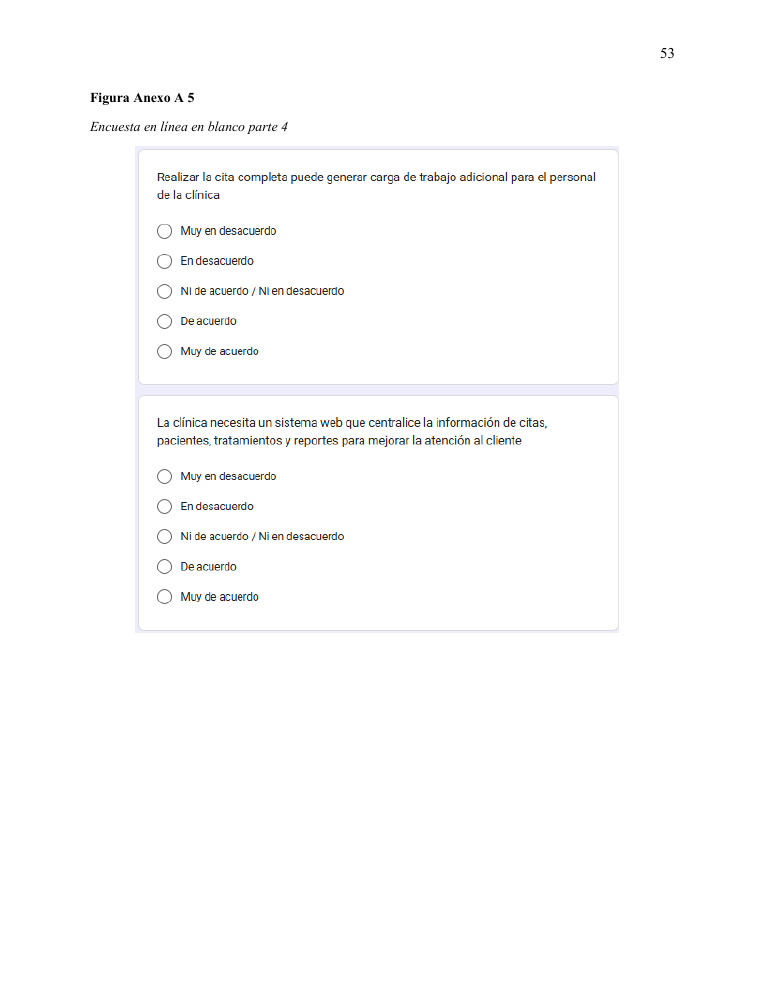 53
Figura Anexo A 5
Encuesta en línea en blanco parte 4
Realizar la cita completa puede generar carga de trabajo adicional para el personal
de la clínica
Muy en desacuerdo
En desacuerdo
Ni de acuerdo / Ni en desacuerdo
De acuerdo
Muy de acuerdo
La clínica necesita un sistema web que centralice la información de citas,
pacientes, tratamientos y reportes para mejorar la atención al cliente
Muy en desacuerdo
En desacuerdo
Ni de acuerdo / Ni en desacuerdo
De acuerdo
Muy de acuerdo